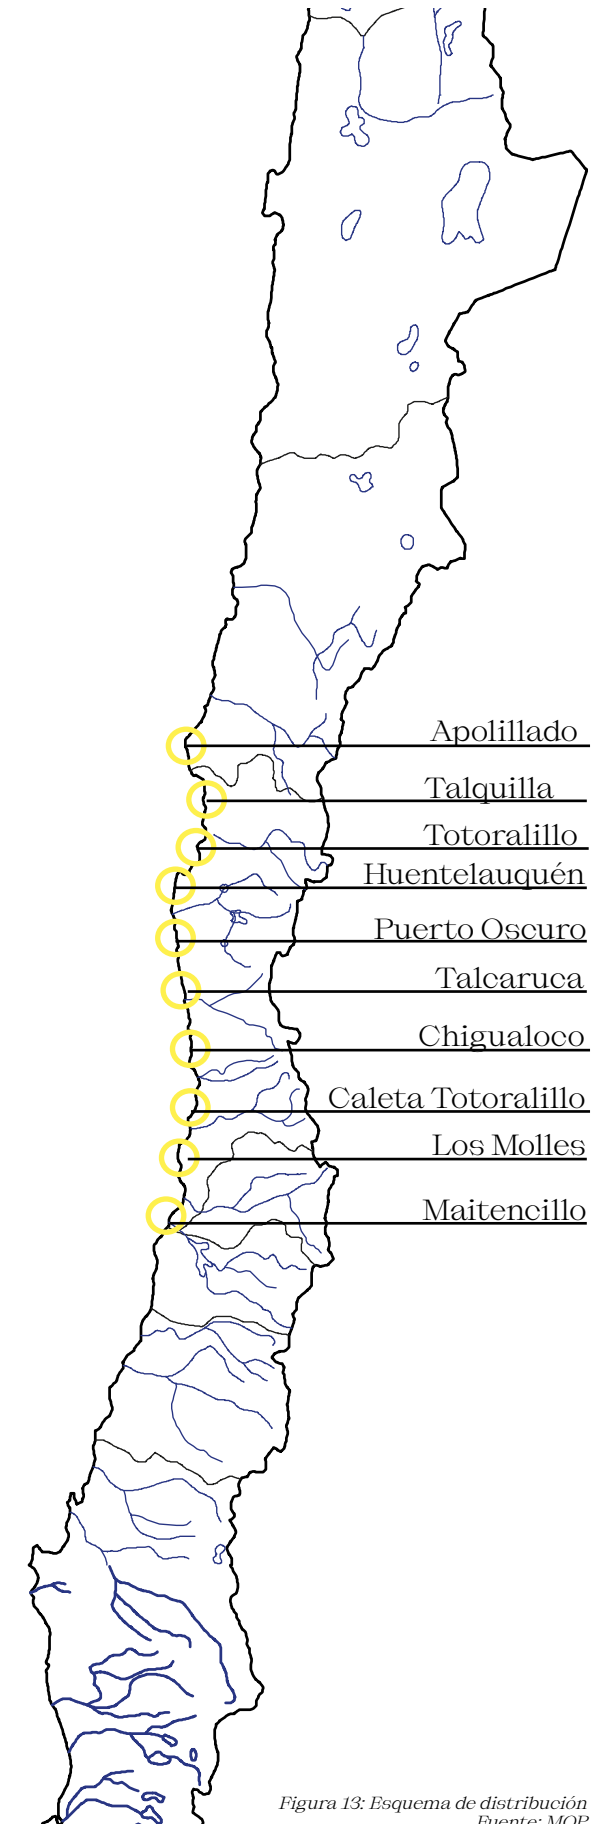 Apolillado
Talquilla
Totoralillo
Huentelauquén
Puerto Oscuro
Talcaruca
Chigualoco
Caleta Totoralillo
Los Molles
Maitencillo
Figura 13: Esquema de distribución
Fuente: MOP